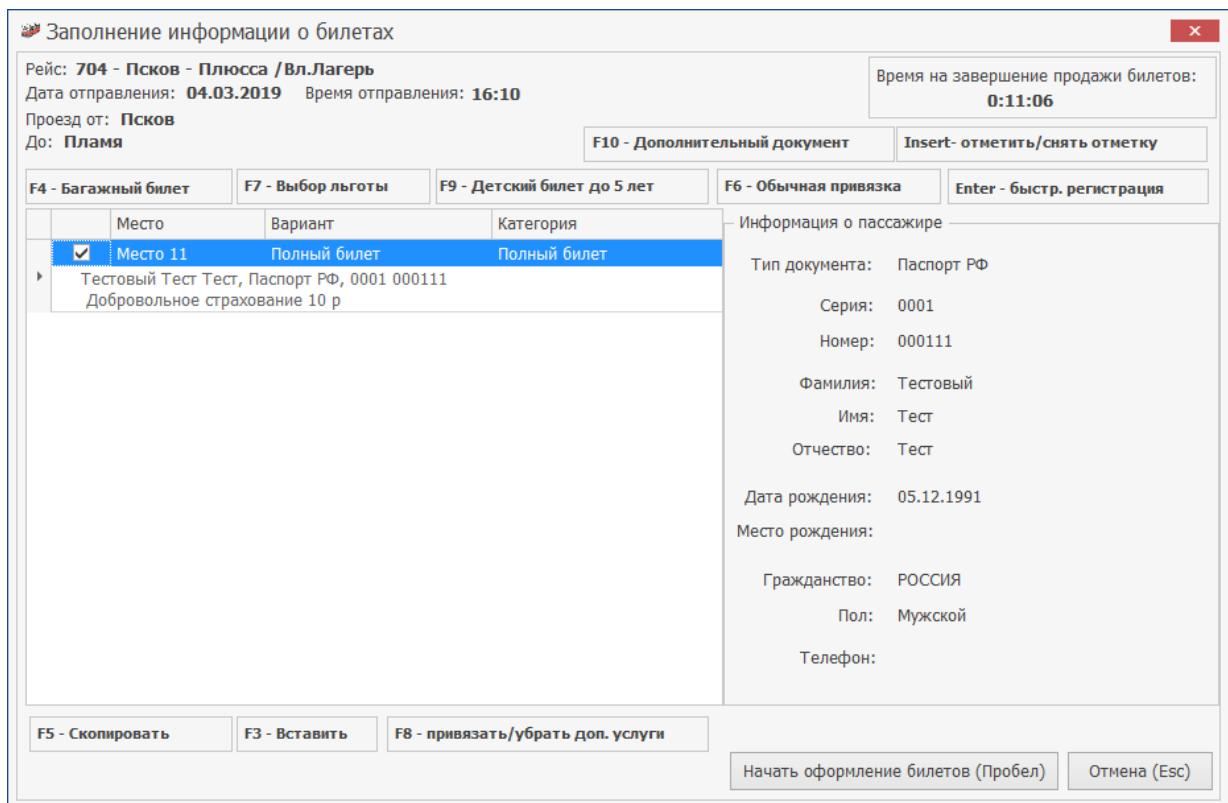 Заполнение информации о билетах
Рейс: 704 - Псков - Плюсса /Вл.Лагерь
Дата отправления: 04.03.2019 Время отправления: 16:10
Время на завершение продажи билетов:
0:11:06
Проезд от: Псков
До: Пламя
F10 - Дополнительный документ
Insert- отметить/снять отметку
F4 - Багажный билет
F7 - Выбор льготы
F9 - Детский билет до 5 лет
F6 - Обычная привязка
Enter - быстр. регистрация
Место Вариант Категория
Место 11 Полный билет Полный билет
Тестовый Тест Тест, Паспорт РФ, 0001 000111
Добровольное страхование 10 р
Информация о пассажире
Тип документа: Паспорт РФ
Серия: 0001
Номер: 000111
Фамилия: Тестовый
Имя: Тест
Отчество: Тест
Дата рождения: 05.12.1991
Место рождения:
Гражданство: РОССИЯ
Пол: Мужской
Телефон:
F5 - Скопировать
F3 - Вставить
F8 - привязать/убрать доп. услуги
Начать оформление билетов (Пробел)
Отмена (Esc)